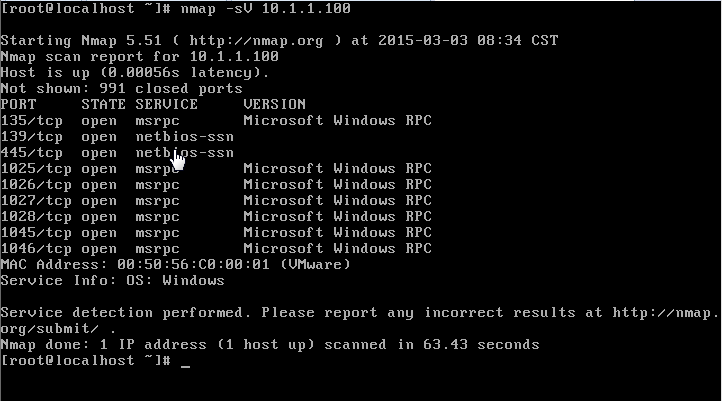 [root@localhost ~]# nmap -sV 10.1.1.100
Starting Nmap 5.51 ( http://nmap.org ) at 2015-03-03 08:34 CST
Nmap scan report for 10.1.1.100
Host is up (0.00056s latency).
Not shown: 991 closed ports
PORT     STATE SERVICE     VERSION
135/tcp  open  msrpc       Microsoft Windows RPC
139/tcp  open  netbios-ssn
445/tcp  open  netbios-ssn
1025/tcp open  msrpc       Microsoft Windows RPC
1026/tcp open  msrpc       Microsoft Windows RPC
1027/tcp open  msrpc       Microsoft Windows RPC
1028/tcp open  msrpc       Microsoft Windows RPC
1045/tcp open  msrpc       Microsoft Windows RPC
1046/tcp open  msrpc       Microsoft Windows RPC
MAC Address: 00:50:56:C0:00:01 (VMware)
Service Info: OS: Windows
Service detection performed. Please report any incorrect results at http://nmap.
org/submit/ .
Nmap done: 1 IP address (1 host up) scanned in 63.43 seconds
[root@localhost ~]# _